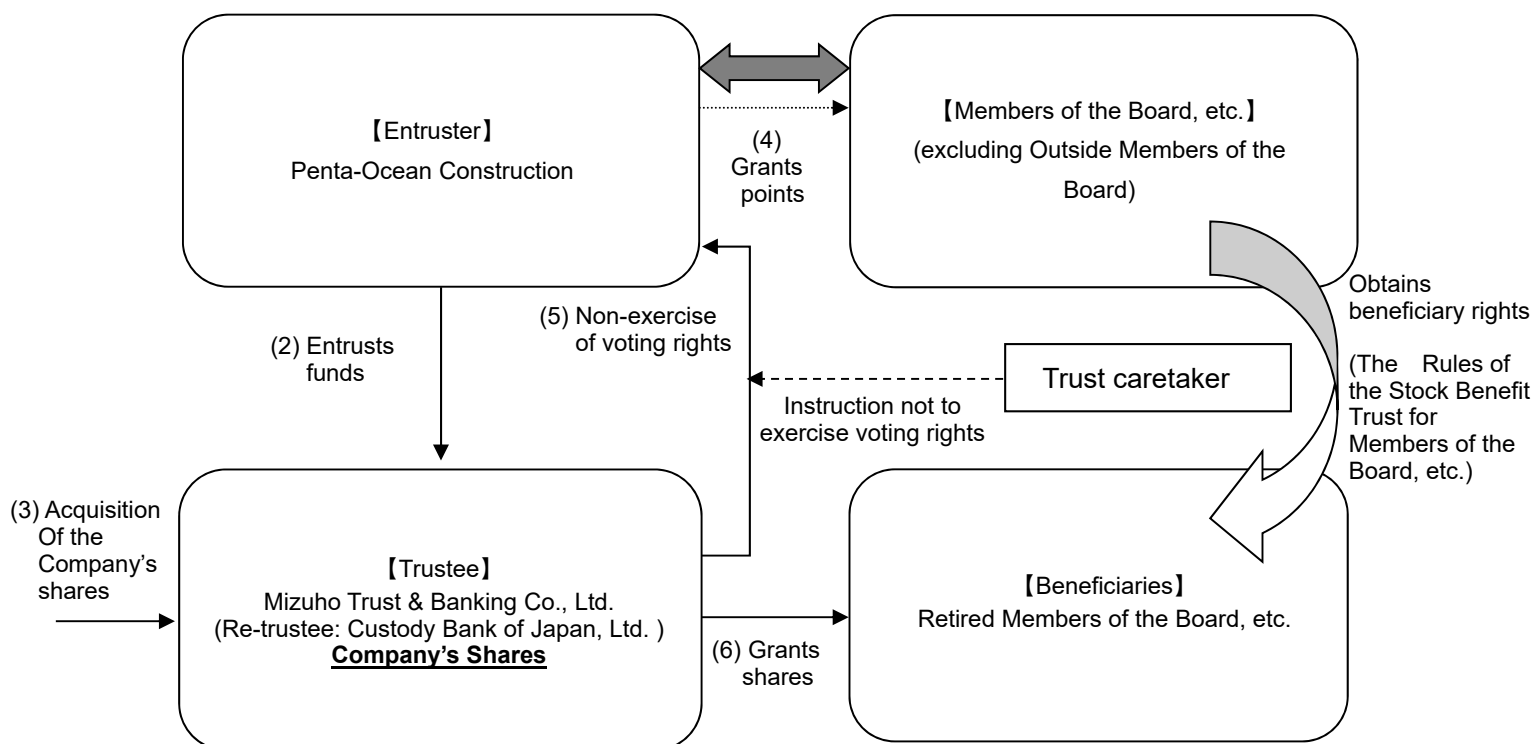 【Entruster】
Penta-Ocean Construction
【Members of the Board, etc.】
(excluding Outside Members of the
Board)
(4)
Grants
points
Obtains
beneficiary rights
(The Rules of
the Stock Benefit
Trust for
Members of the
Board, etc.)
(2) Entrusts
funds
(5) Non-exercise
of voting rights
Trust caretaker
Instruction not to
exercise voting rights
(3) Acquisition
Of the
Company's
shares
【Trustee】
Mizuho Trust & Banking Co., Ltd.
(Re-trustee: Custody Bank of Japan, Ltd. )
Company's Shares
(6) Grants
shares
【Beneficiaries】
Retired Members of the Board, etc.